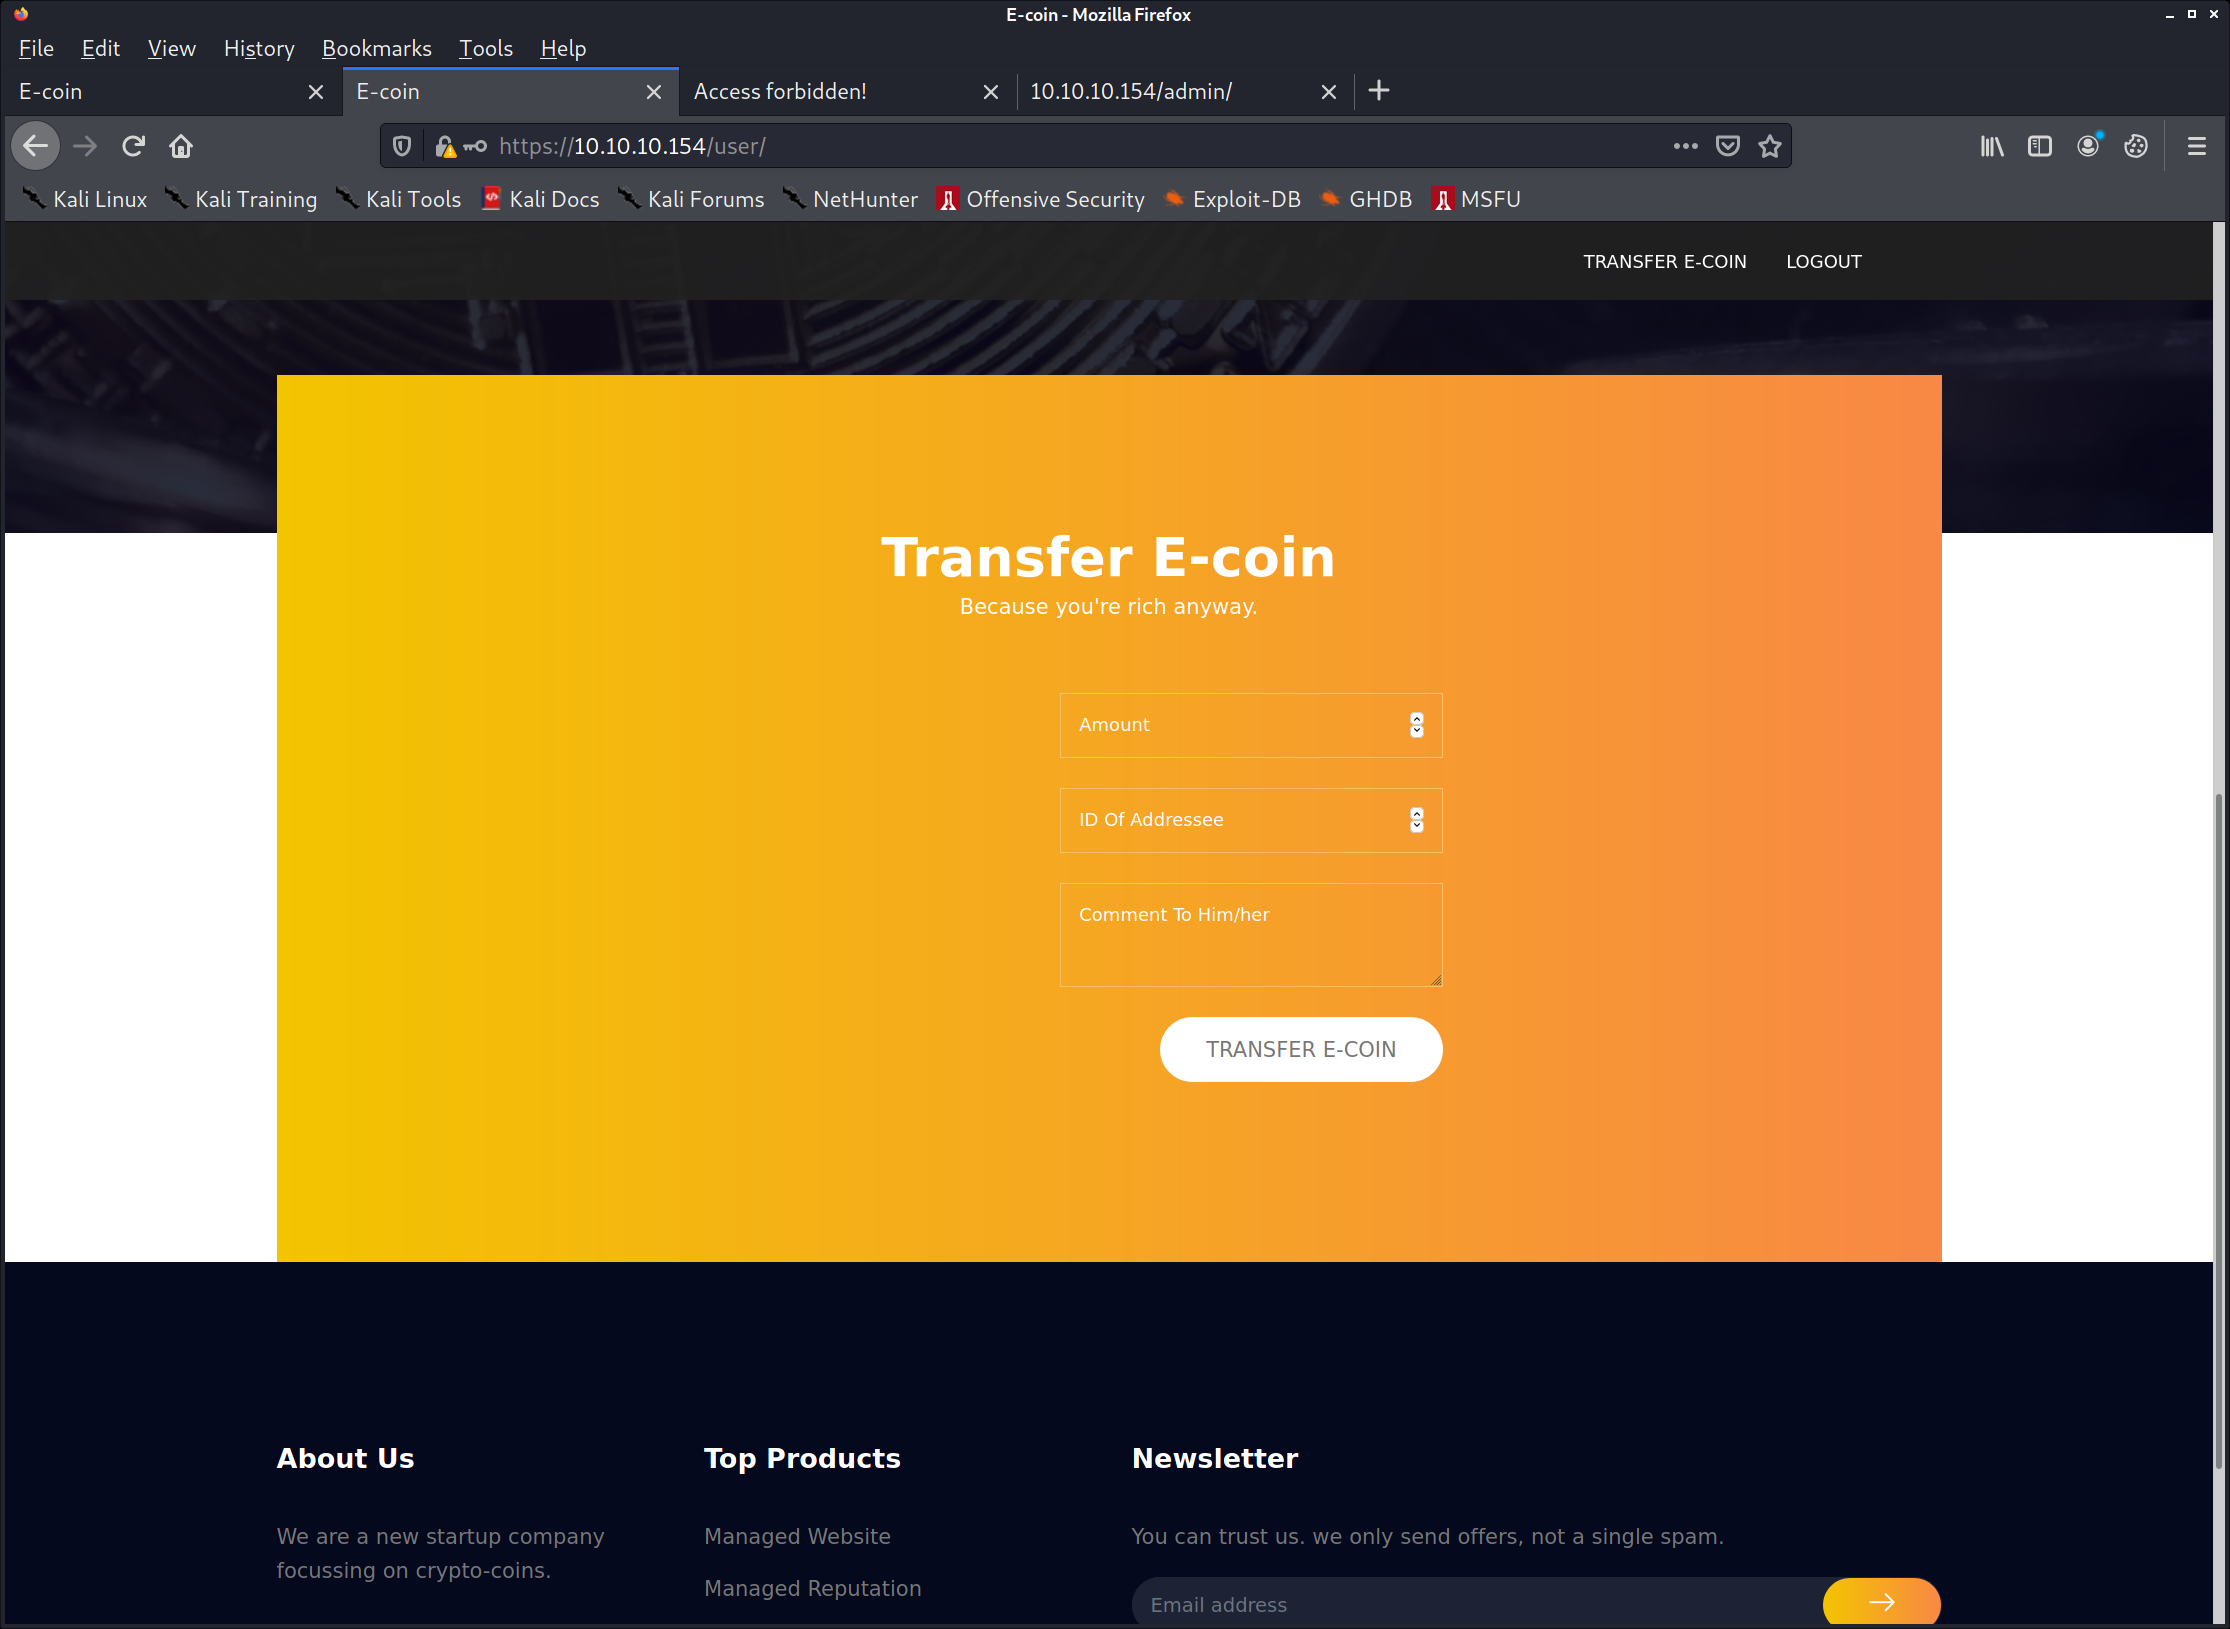 E-coin - Mozilla Firefox
File Edit View History Bookmarks Tools Help
E-coin E-coin Access forbidden! 10.10.10.154/admin/
https://10.10.10.154/user/
Kali Linux Kali Training Kali Tools Kali Docs Kali Forums NetHunter Offensive Security Exploit-DB GHDB MSFU
TRANSFER E-COIN LOGOUT
Transfer E-coin
Because you're rich anyway.
Amount
ID Of Addressee
Comment To Him/her
TRANSFER E-COIN
About Us Top Products Newsletter
We are a new startup company Managed Website You can trust us. we only send offers, not a single spam.
focussing on crypto-coins.
Managed Reputation
Email address